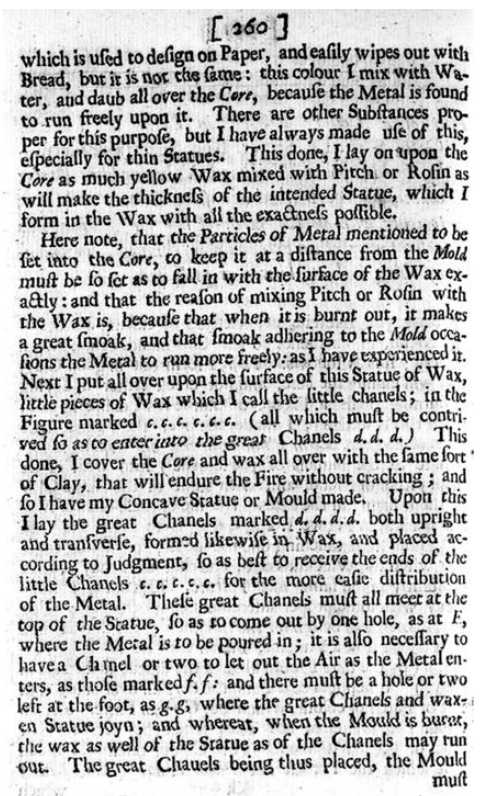 [ 260 ]
which is uſed to deſign on Paper, and eaſily wipes out with
Bread, but it is not the ſame: this colour I mix with Wa-
ter, aud daub all over the Core, becauſe the Metal is found
to run freely upon it. There are other Subſtances pro-
per for this purpoſe, but I have always made uſe of this,
eſpecially for thin Statues. This done, I lay on upon the
Core as much yellow Wax mixed with Pitch or Roſin as
will make the thickneſs of the intended Statue, which I
form in the Wax with all the exactneſs poſſible.
Here note, that the Particles of Metal mentioned to be
ſet into the Core, to keep it at a diſtance from the Mold
muſt be ſo ſet as to fall in with the ſurface of the Wax ex-
actly: and that the reaſon of mixing Pitch or Roſin with
the Wax is, becauſe that when it is burnt out, it makes
a great ſmoak, and that ſmoak adhering to the Mold occa-
ſions the Metal to run more freely: as I have experienced it.
Next I put all over upon the ſurface of this Statue of Wax,
little pieces of Wax which I call the little chanels; in the
Figure marked c. c. c. c. c. c. (all which muſt be contri-
ved ſo as to enter into the great Chanels d. d. d.) This
done, I cover the Core and wax all over with the ſame ſort
of Clay, that will endure the Fire without cracking; and
ſo I have my Concave Statue or Mould made. Upon this
I lay the great Chanels marked d. d. d. d. both upright
and tranſverſe, formed likewiſe in Wax, and placed ac-
cording to Judgment, ſo as beſt to receive the ends of the
little Chanels c. c. c. c. c. for the more eaſie diſtribution
of the Metal. Theſe great Chanels muſt all meet at the
top of the Statue, ſo as to come out by one hole, as at F,
where the Metal is to be poured in; it is alſo neceſſary to
have a Chanel or two to let out the Air as the Metal en-
ters, as thoſe marked f. f: and there muſt be a hole or two
left at the foot, as g. g, where the great Chanels and wax-
en Statue joyn; and whereat, when the Mould is burnt,
the wax as well of the Statue as of the Chanels may run
out. The great Chauels being thus placed, the Mould
muſt